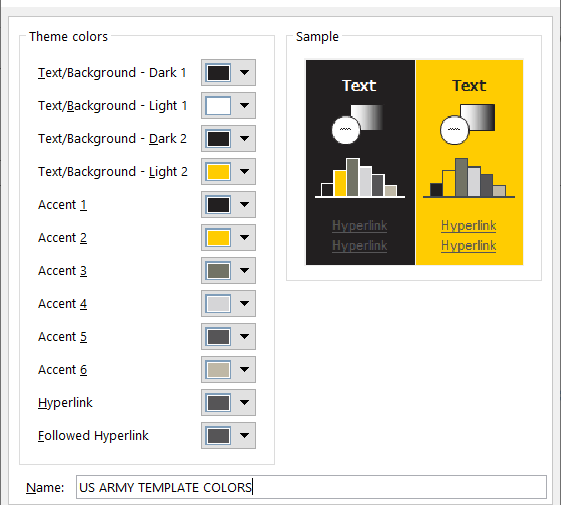 Theme colors
Text/Background - Dark 1
Text/Background - Light 1
Text/Background - Dark 2
Text/Background - Light 2
Accent 1
Accent 2
Accent 3
Accent 4
Accent 5
Accent 6
Hyperlink
Followed Hyperlink
Sample
Text Text
Hyperlink Hyperlink
Hyperlink Hyperlink
Name: US ARMY TEMPLATE COLORS